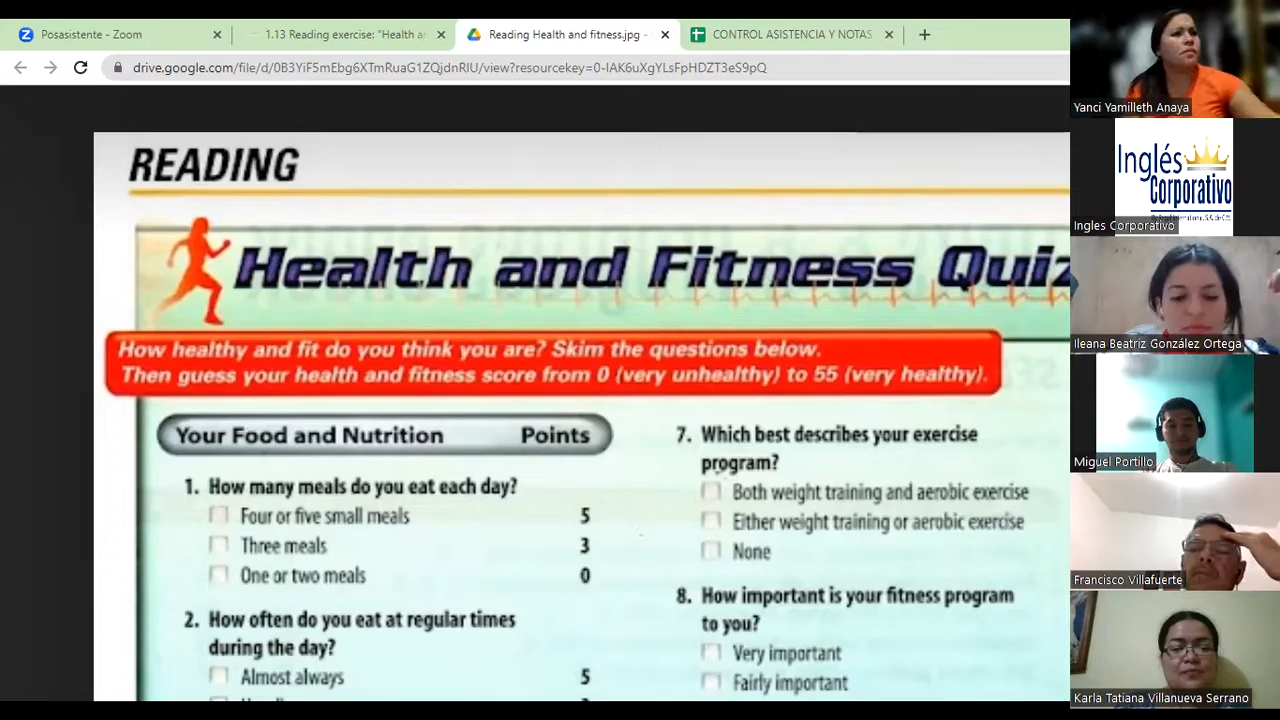 Posasistente - Zoom
1.13 Reading exercise: "Health a
Reading Health and fitness.jpg -
CONTROL ASISTENCIA Y NOTAS
drive.google.com/file/d/0B3YiF5mEbg6XTmRuaG1ZQjdnRlU/view?resourcekey=0-IAK6uXgYLsFpHDZT3eS9pQ
READING
Health and Fitness Quiz
How healthy and fit do you think you are? Skim the questions below.
Then guess your health and fitness score from 0 (very unhealthy) to 55 (very healthy).
Your Food and Nutrition Points
1. How many meals do you eat each day?
Four or five small meals 5
Three meals 3
One or two meals 0
2. How often do you eat at regular times
during the day?
Almost always 5
7. Which best describes your exercise
program?
Both weight training and aerobic exercise
Either weight training or aerobic exercise
None
8. How important is your fitness program
to you?
Very important
Fairly important
Yanci Yamilleth Anaya
Inglés
Corporativo
Ingles Corporativo
Ileana Beatriz González Ortega
Miguel Portillo
Francisco Villafuerte
Karla Tatiana Villanueva Serrano